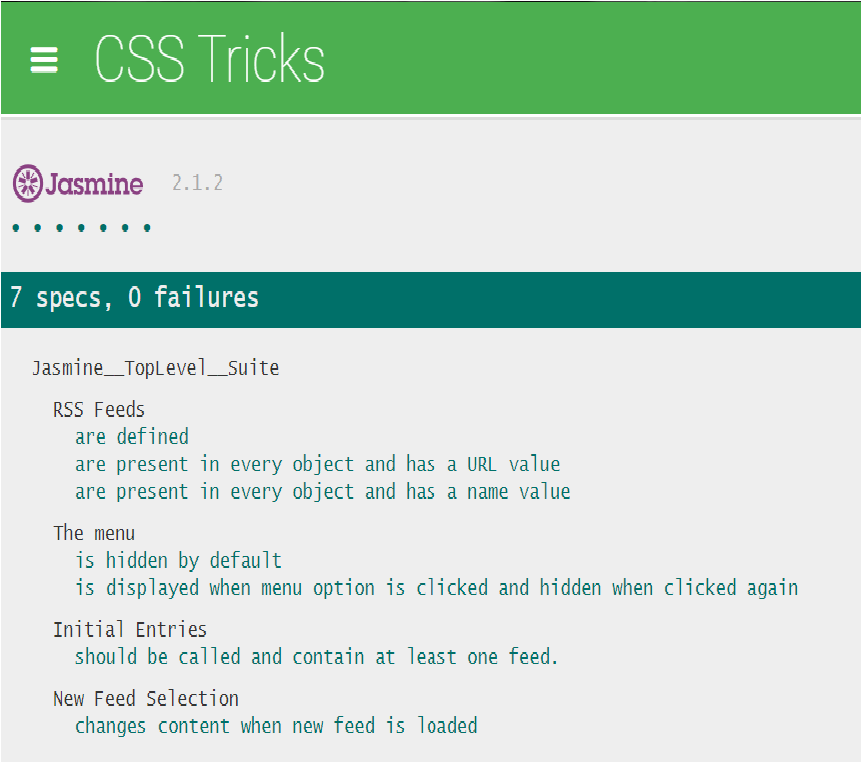 CSS Tricks
Jasmine 2.1.2
• • • • • • •
7 specs, 0 failures
Jasmine__TopLevel__Suite
RSS Feeds
are defined
are present in every object and has a URL value
are present in every object and has a name value
The menu
is hidden by default
is displayed when menu option is clicked and hidden when clicked again
Initial Entries
should be called and contain at least one feed.
New Feed Selection
changes content when new feed is loaded